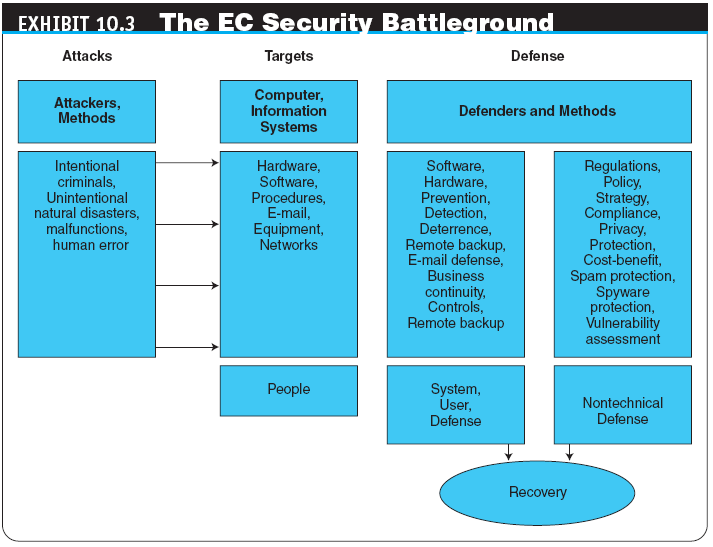 EXHIBIT 10.3 The EC Security Battleground
Attacks
Targets
Defense
Attackers,
Methods
Computer,
Information
Systems
Defenders and Methods
Intentional
criminals,
Unintentional
natural disasters,
malfunctions,
human error
Hardware,
Software,
Procedures,
E-mail,
Equipment,
Networks
Software,
Hardware,
Prevention,
Detection,
Deterrence,
Remote backup,
E-mail defense,
Business
continuity,
Controls,
Remote backup
Regulations,
Policy,
Strategy,
Compliance,
Privacy,
Protection,
Cost-benefit,
Spam protection,
Spyware
protection,
Vulnerability
assessment
People
System,
User,
Defense
Nontechnical
Defense
Recovery